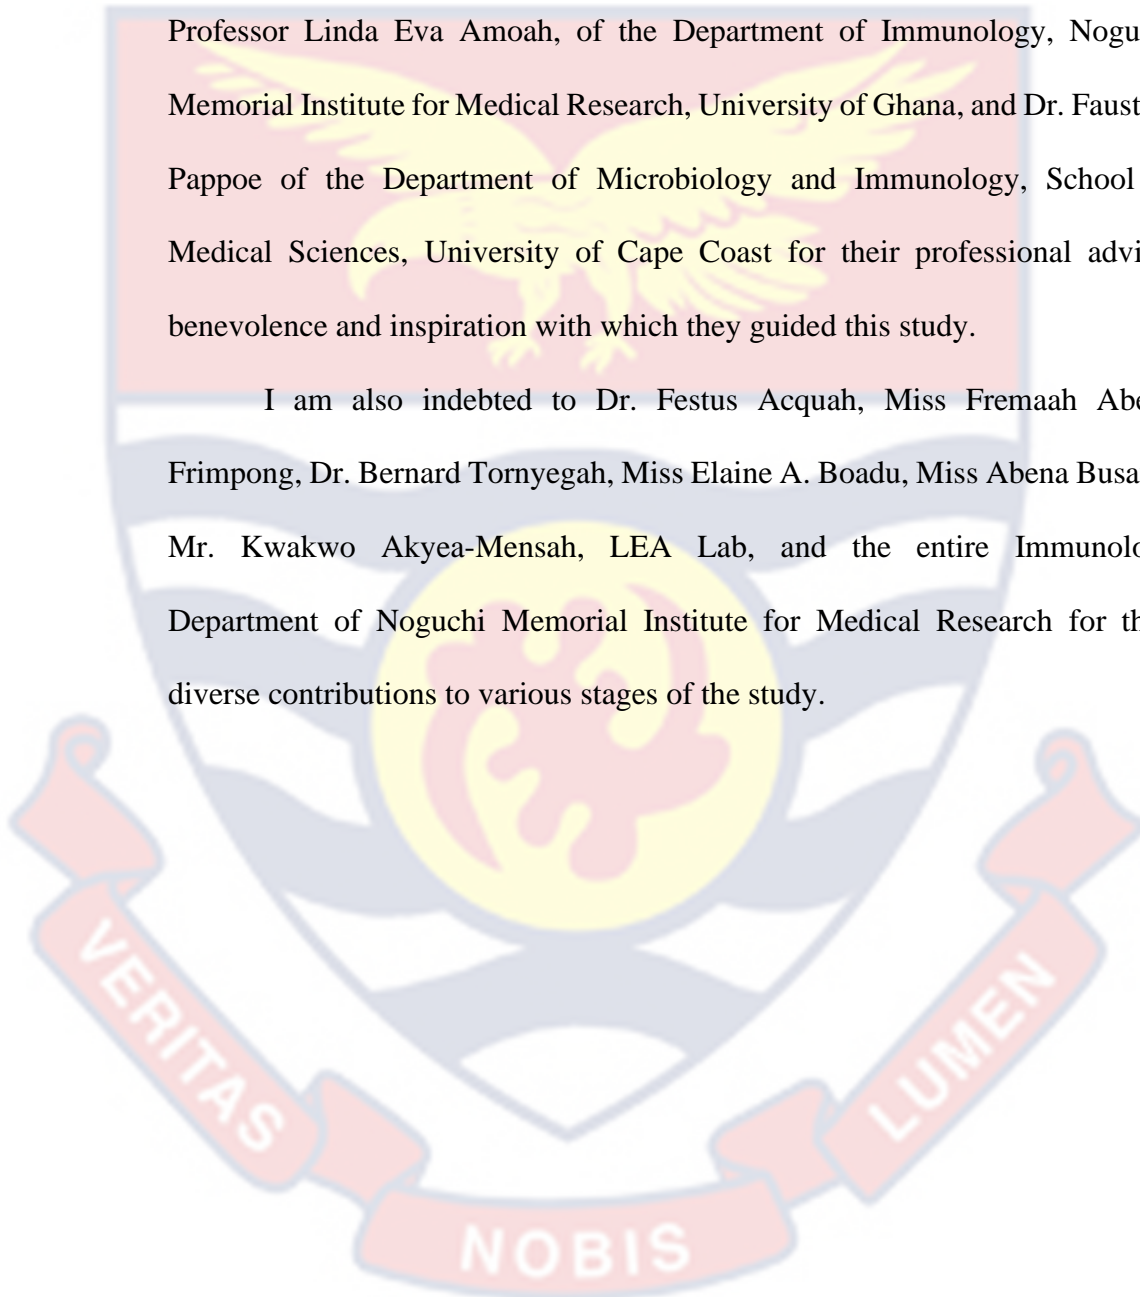 Professor Linda Eva Amoah, of the Department of Immunology, Nogu
Memorial Institute for Medical Research, University of Ghana, and Dr. Faust
Pappoe of the Department of Microbiology and Immunology, School
Medical Sciences, University of Cape Coast for their professional advi
benevolence and inspiration with which they guided this study.
I am also indebted to Dr. Festus Acquah, Miss Fremaah Abe
Frimpong, Dr. Bernard Tornyegah, Miss Elaine A. Boadu, Miss Abena Busa
Mr. Kwakwo Akyea-Mensah, LEA Lab, and the entire Immunolo
Department of Noguchi Memorial Institute for Medical Research for th
diverse contributions to various stages of the study.
VERITAS
NOBIS
LUMEN